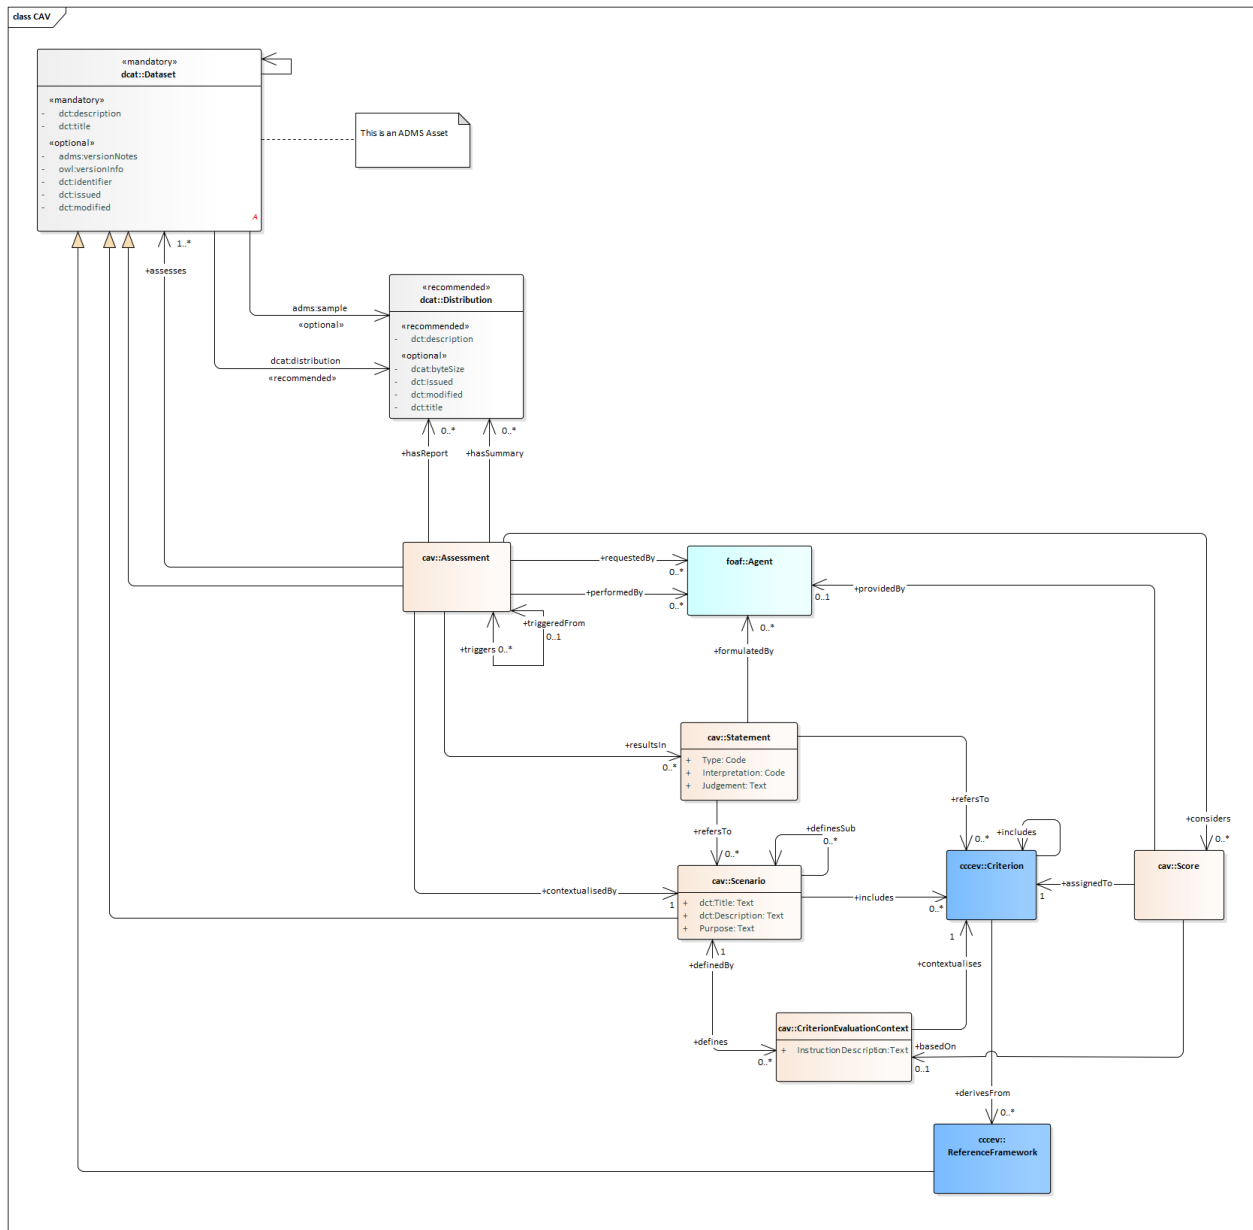 class CAV
«mandatory»
dcat::Dataset
«mandatory»
- dct:description
- dct:title
«optional»
- adms:versionNotes
- owl:versionInfo
- dct:identifier
- dct:issued
- dct:modified
A
This is an ADMS Asset
1..*
+assesses
«recommended»
dcat::Distribution
«recommended»
- dct:description
«optional»
- dcat:byteSize
- dct:issued
- dct:modified
- dct:title
adms:sample
«optional»
dcat:distribution
«recommended»
0..*
0..*
+hasReport
+hasSummary
cav::Assessment
+requestedBy
0..*
foaf::Agent
+performedBy
0..*
+providedBy
0..1
+triggeredFrom
0..1
+triggers 0..*
0..*
+formulatedBy
cav::Statement
+ Type: Code
+ Interpretation: Code
+ Judgement: Text
+resultsIn
0..*
+refersTo
0..*
+refersTo
0..*
+definesSub
0..*
+includes
+considers
0..*
cav::Scenario
+ dct:Title: Text
+ dct:Description: Text
+ Purpose: Text
+contextualisedBy
1
+includes
0..*
cccev::Criterion
+assignedTo
1
cav::Score
1
+definedBy
1
+contextualises
cav::CriterionEvaluationContext
+ InstructionDescription:Text
+defines
0..*
+basedOn
0..1
+derivesFrom
0..*
cccev::
ReferenceFramework